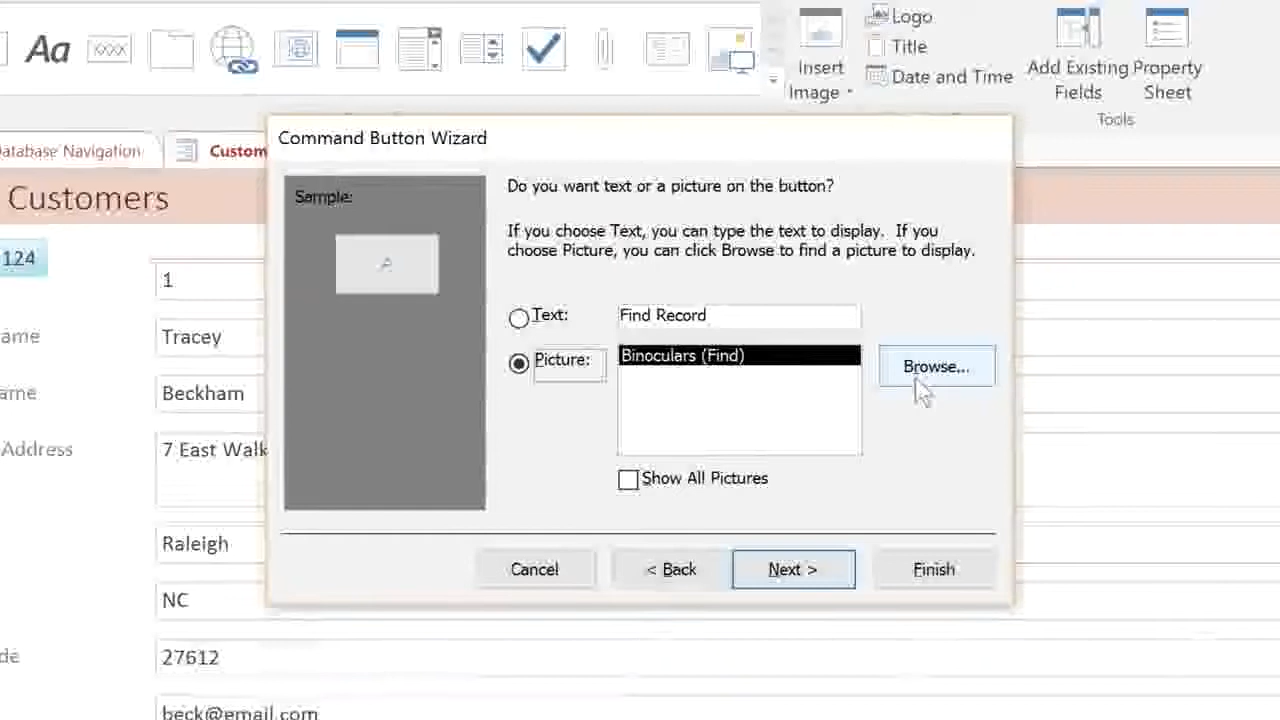 Aa
XXXX
Insert
Image
Logo
Title
Date and Time
Add Existing
Fields
Property
Sheet
Tools
Database Navigation
Custom
Customers
124
1
ame
Tracey
ame
Beckham
Address
7 East Walk
Raleigh
NC
de
27612
beck@email.com
Command Button Wizard
Sample:
Do you want text or a picture on the button?
If you choose Text, you can type the text to display. If you
choose Picture, you can click Browse to find a picture to display.
Text:
Find Record
Picture:
Binoculars (Find)
Browse...
Show All Pictures
Cancel
< Back
Next >
Finish